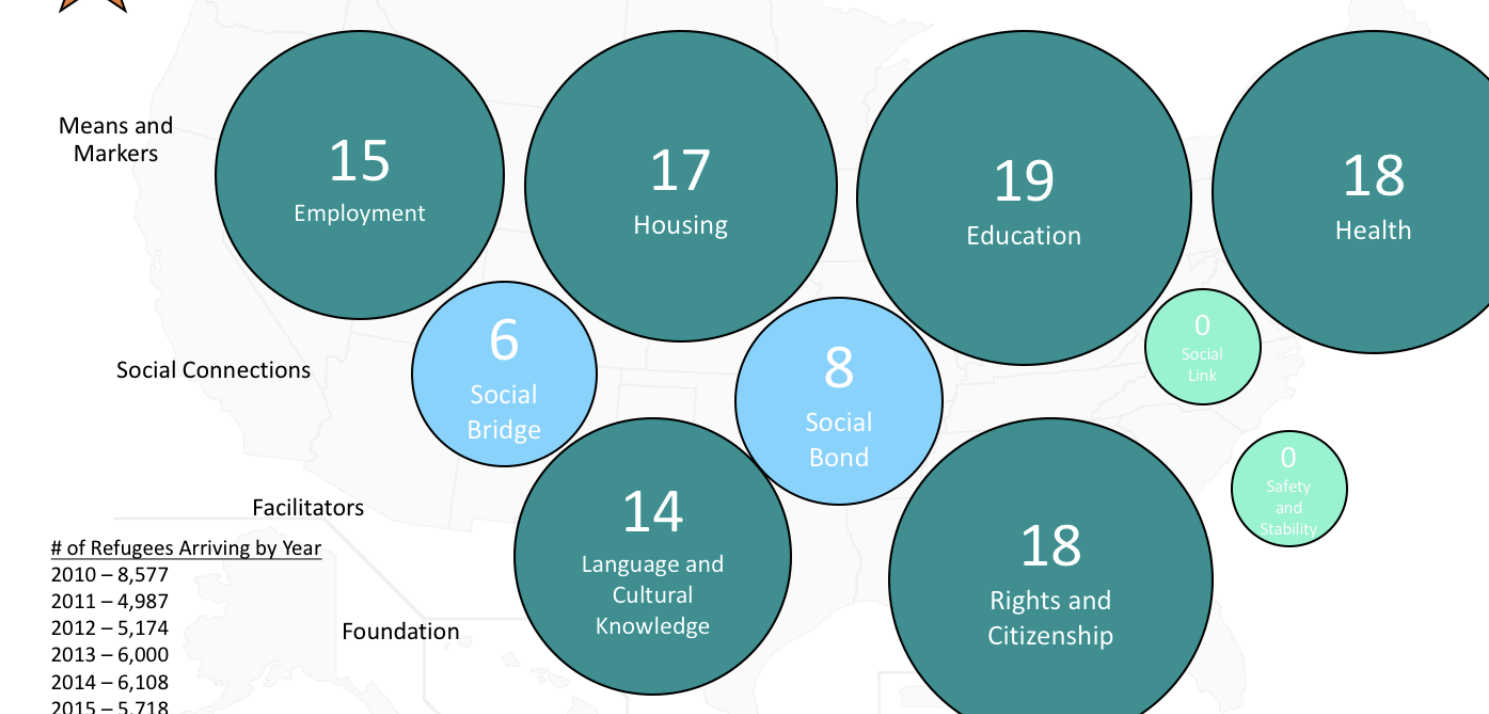 Means and
Markers
15
Employment
17
Housing
19
Education
18
Health
Social Connections
6
Social
Bridge
8
Social
Bond
0
Social
Link
Facilitators
14
Language and
Cultural
Knowledge
0
Safety
and
Stability
Foundation
18
Rights and
Citizenship
# of Refugees Arriving by Year
2010 – 8,577
2011 – 4,987
2012 – 5,174
2013 – 6,000
2014 – 6,108
2015 – 5,718